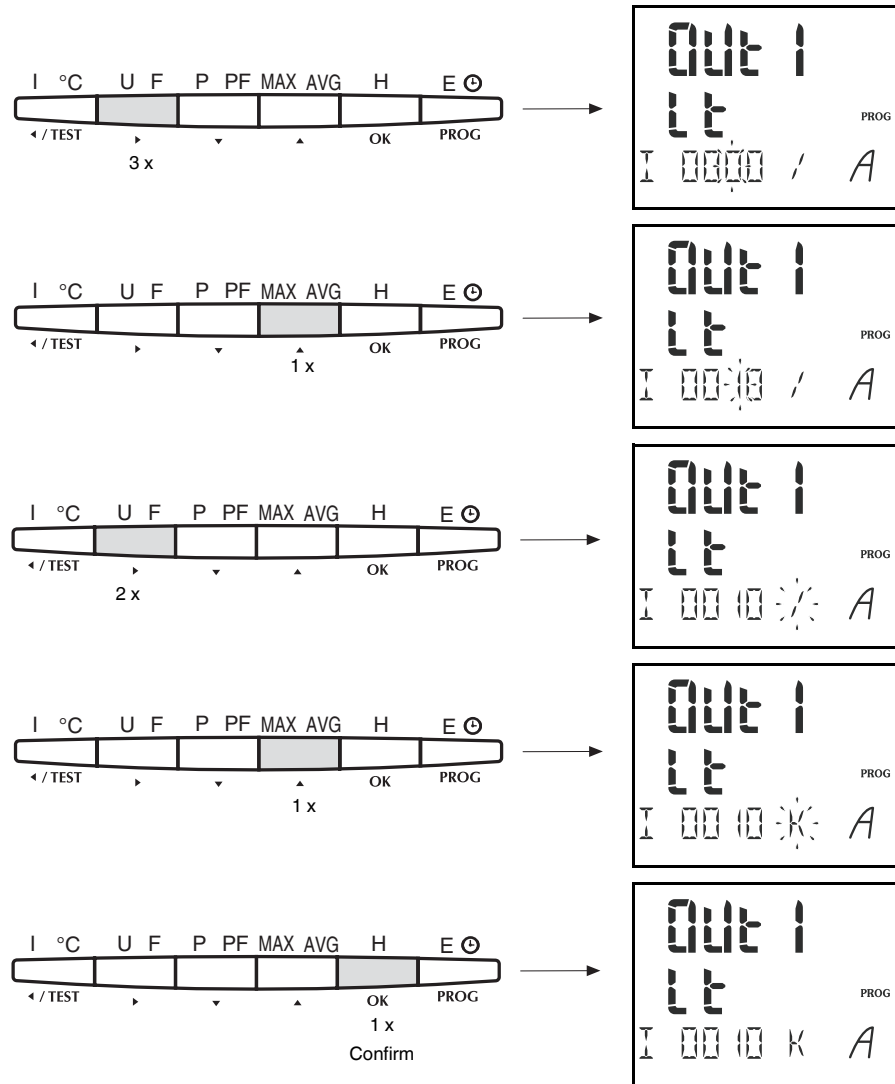 I °C U F P PF MAX AVG H E
/ TEST OK PROG
3 x
OUt 1
Lt
PROG
I 0000 / A
I °C U F P PF MAX AVG H E
/ TEST OK PROG
1 x
OUt 1
Lt
PROG
I 0010 / A
I °C U F P PF MAX AVG H E
/ TEST OK PROG
2 x
OUt 1
Lt
PROG
I 0010 / A
I °C U F P PF MAX AVG H E
/ TEST OK PROG
1 x
OUt 1
Lt
PROG
I 0010 K A
I °C U F P PF MAX AVG H E
/ TEST OK PROG
1 x
Confirm
OUt 1
Lt
PROG
I 0010 K A